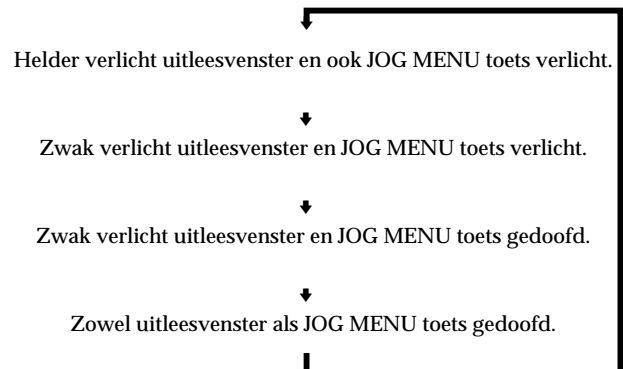 Helder verlicht uitleesvenster en ook JOG MENU toets verlicht.
Zwak verlicht uitleesvenster en JOG MENU toets verlicht.
Zwak verlicht uitleesvenster en JOG MENU toets gedoofd.
Zowel uitleesvenster als JOG MENU toets gedoofd.